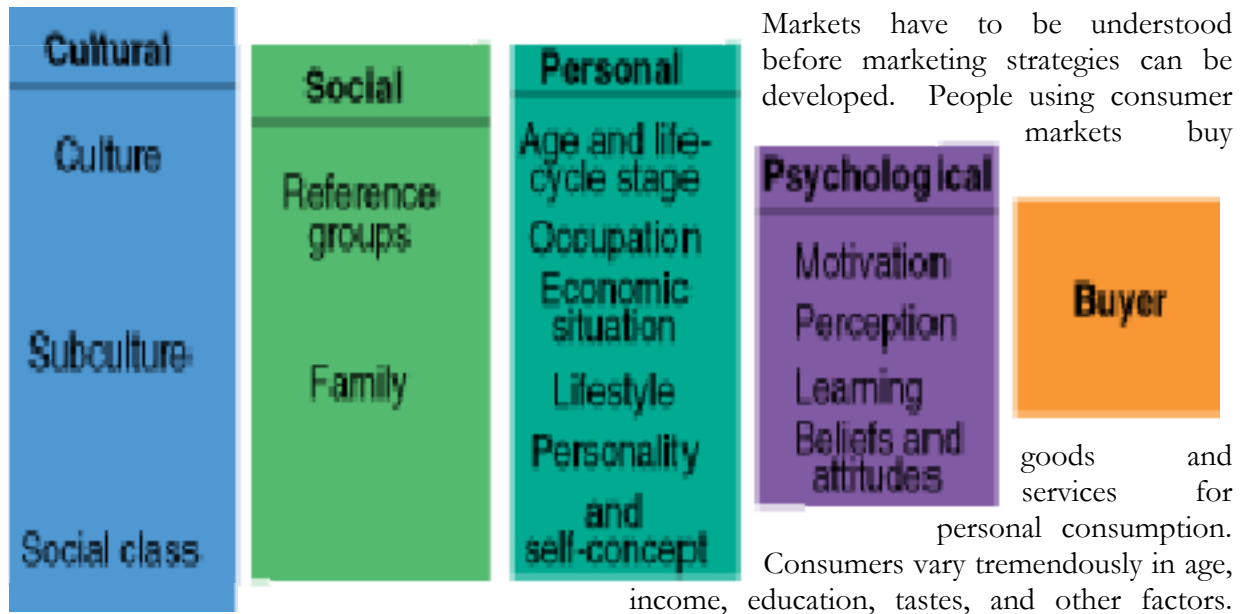 Cultural
Culture
Subculture
Social class
Social
Reference
groups
Family
Personal
Age and life-
cycle stage
Occupation
Economic
situation
Lifestyle
Personality
and
self-concept
Psychological
Motivation
Perception
Learning
Beliefs and
attitudes
Buyer
Markets have to be understood
before marketing strategies can be
developed. People using consumer
markets buy
goods and
services for
personal consumption.
Consumers vary tremendously in age,
income, education, tastes, and other factors.